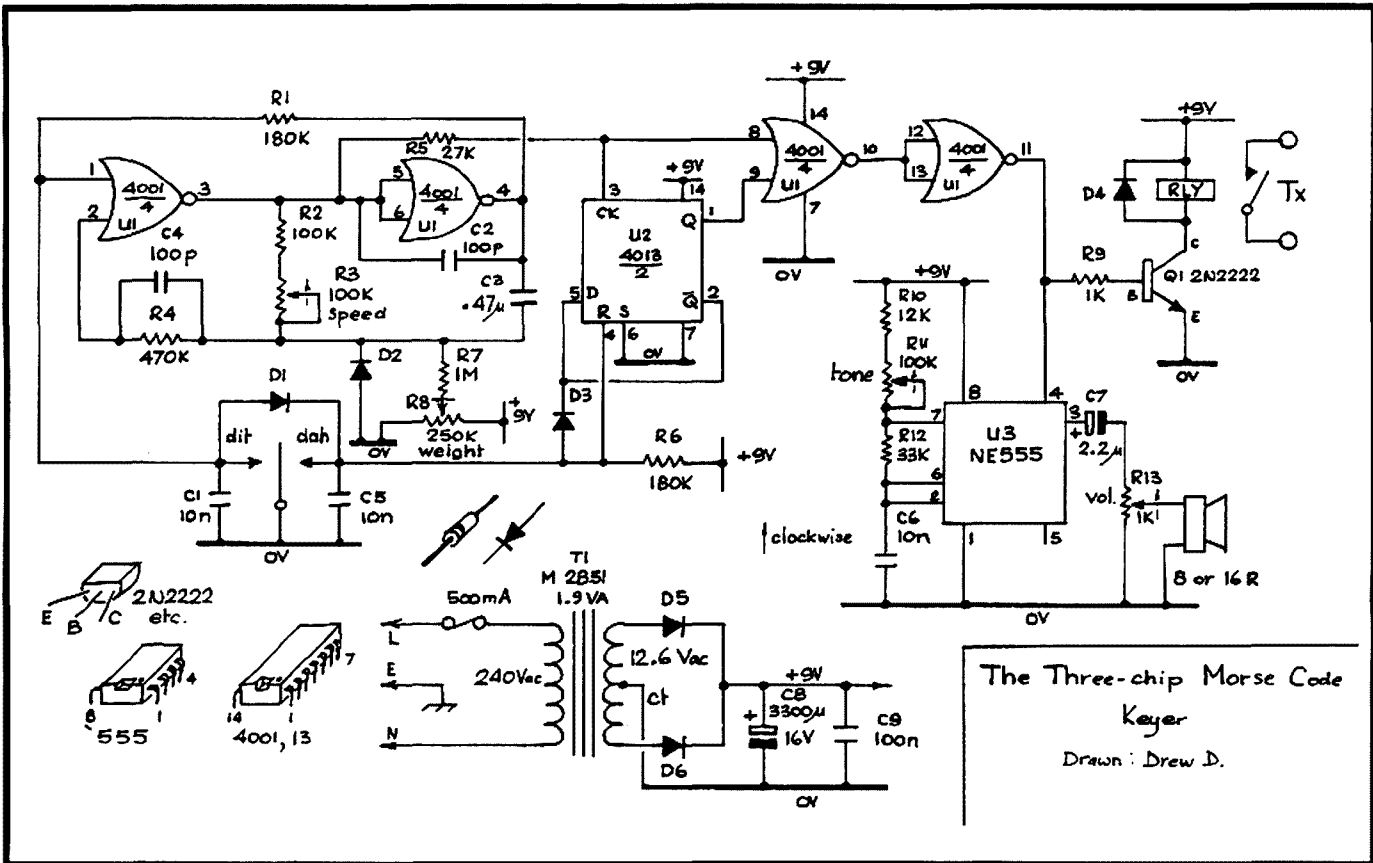 +9V
R1
180K
14
+9V
1
2
3
4001
4
U1
R5
27K
5
6
4001
4
U1
4
8
9
4001
4
U1
10
12
13
4001
4
U1
11
7
0V
D4
RLY
Tx
C4
100p
R2
100K
C2
100p
+9V
3
14
CK
Q
1
U2
4013
2
5
D
Q
2
R
S
4
6
7
0V
C
R9
1K
B
Q1 2N2222
E
0V
R3
100K
Speed
C3
.47µ
R4
470K
+9V
R10
12K
R11
100K
tone
7
8
4
3
U3
NE555
C7
+
2.2µ
R12
33K
6
2
D1
D2
R7
1M
R8
0V
250K
weight
+
9V
D3
dit
dah
R6
180K
+9V
C1
10n
C5
10n
0V
R13
vol.
1K
C6
10n
clockwise
1
5
8 or 16R
0V
E
B
C
2N2222
etc.
T1
M 2851
1.9VA
500mA
D5
L
E
N
240Vac
12.6 Vac
ct
D6
+9V
C8
3300µ
+
16V
C9
100n
0V
4
8
1
555
7
14
1
4001, 13
The Three-chip Morse Code
Keyer
Drawn : Drew D.